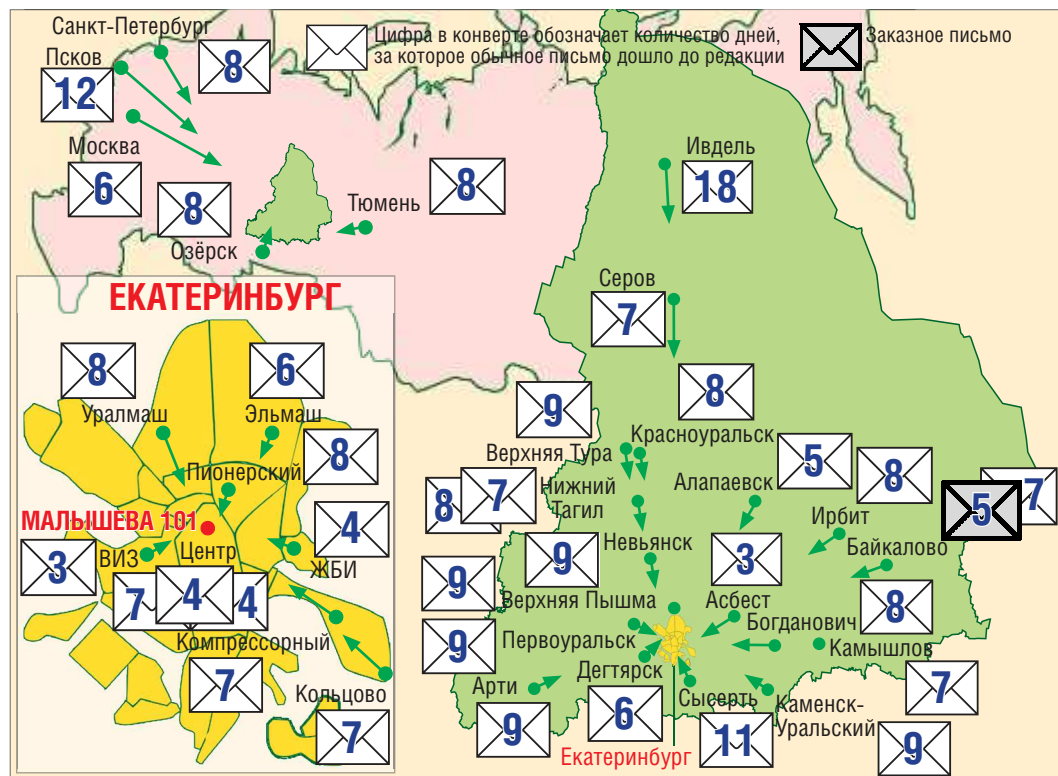 Санкт-Петербург
8
Цифра в конверте обозначает количество дней,
за которое обычное письмо дошло до редакции
Заказное письмо
Псков
12
Москва
6
8
Озёрск
Тюмень
8
Ивдель
18
Серов
7
8
9
Красноуральск
Верхняя Тура
5
8
8
7
Нижний
Тагил
Алапаевск
5
7
Ирбит
Байкалово
Невьянск
9
3
9
Верхняя Пышма
Асбест
8
Богданович
9
Первоуральск
Камышлов
Дегтярск
7
Арти
9
6
Сысерть
11
Каменск-
Уральский
9
Екатеринбург
ЕКАТЕРИНБУРГ
8
6
Уралмаш
Эльмаш
8
Пионерский
МАЛЫШЕВА 101
4
3
ВИЗ
Центр
ЖБИ
7
4
4
Компрессорный
7
Кольцово
7